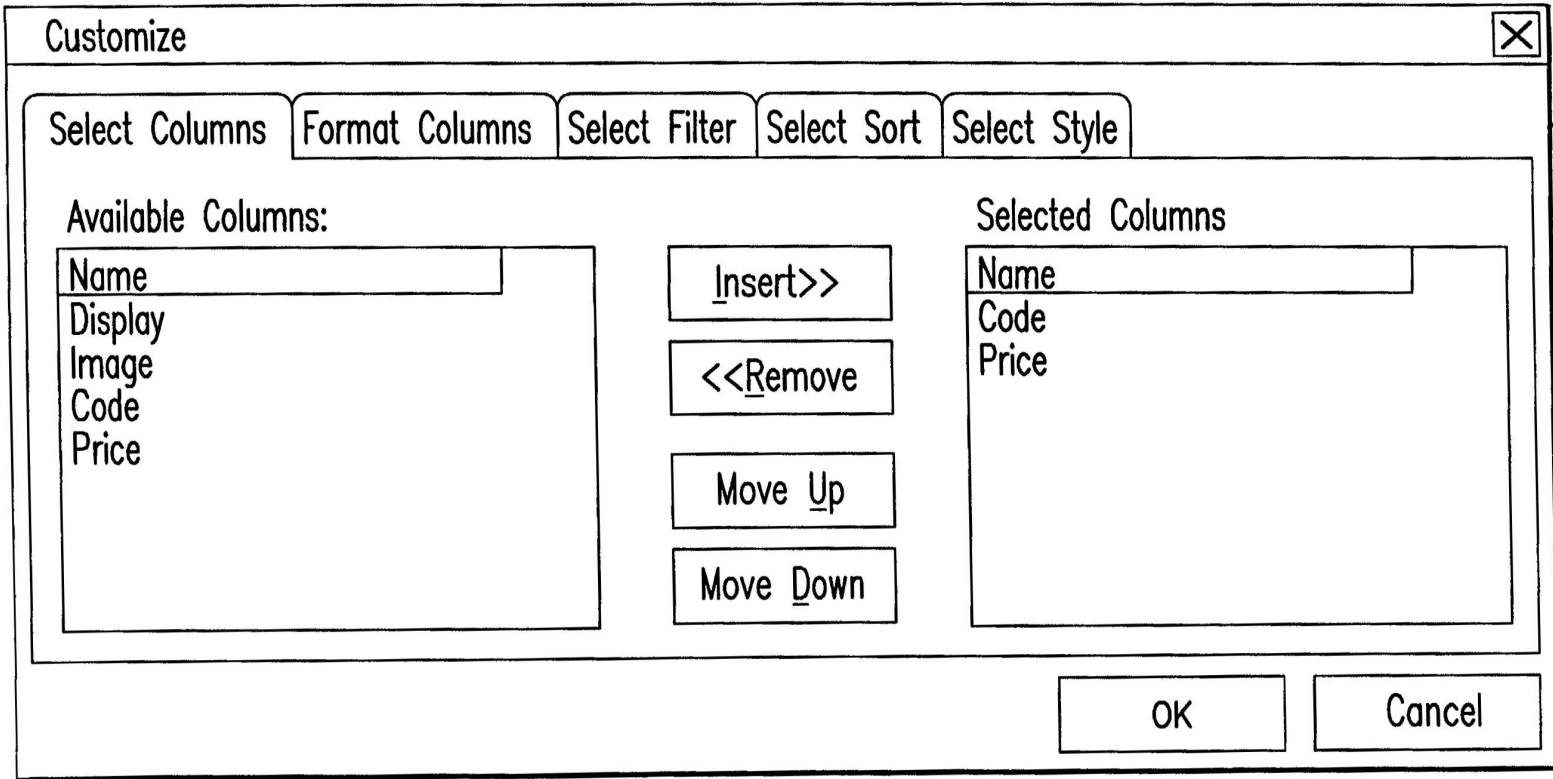 Customize
Select Columns Format Columns Select Filter Select Sort Select Style
Available Columns:
Name
Display
Image
Code
Price
Insert>>
<<Remove
Move Up
Move Down
Selected Columns
Name
Code
Price
OK
Cancel